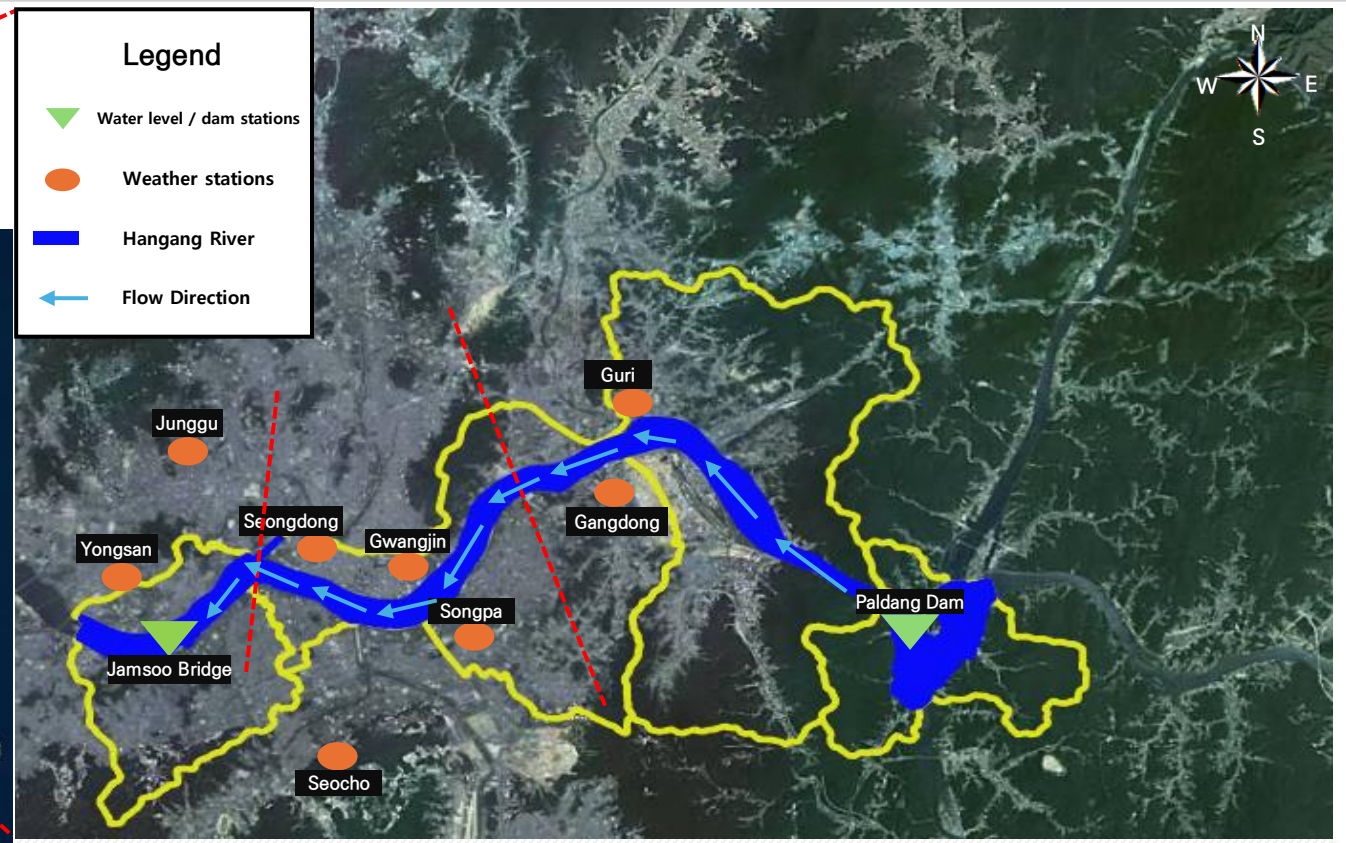 Legend
Water level / dam stations
Weather stations
Hangang River
Flow Direction
N
W
E
S
Guri
Junggu
Gangdong
Seongdong
Gwangjin
Yongsan
Paldang Dam
Songpa
Jamsoo Bridge
Seocho